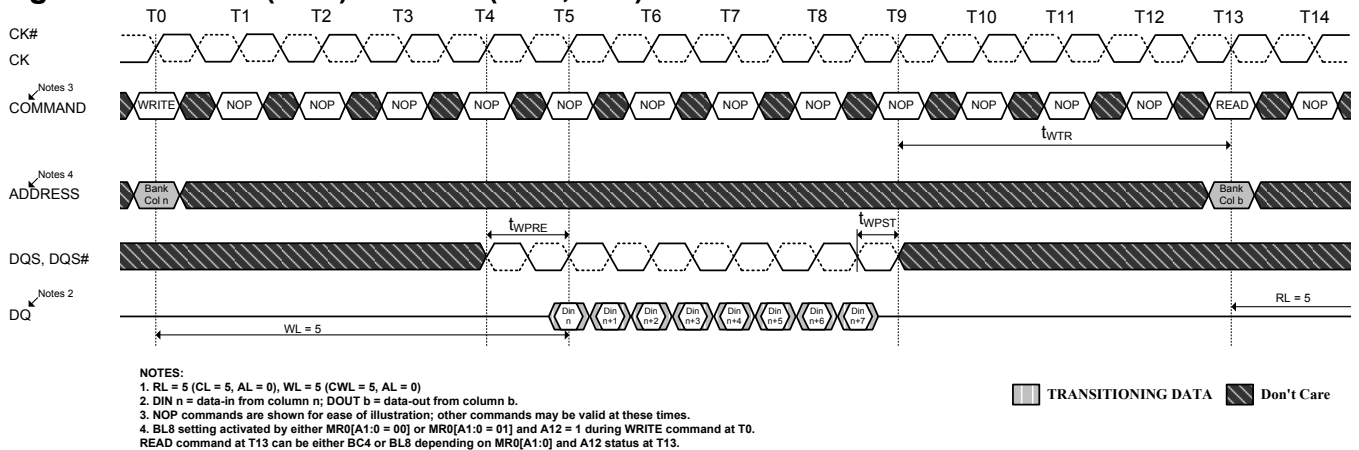 T0 T1 T2 T3 T4 T5 T6 T7 T8 T9 T10 T11 T12 T13 T14
CK#
CK
Notes 3
COMMAND
WRITE NOP NOP NOP NOP NOP NOP NOP NOP NOP NOP NOP NOP READ NOP
tWTR
Notes 4
ADDRESS
Bank Col n
Bank Col b
tWPRE
tWPST
DQS, DQS#
Notes 2
DQ
Din n
Din n+1
Din n+2
Din n+3
Din n+4
Din n+5
Din n+6
Din n+7
RL = 5
WL = 5
NOTES:
1. RL = 5 (CL = 5, AL = 0), WL = 5 (CWL = 5, AL = 0)
2. DIN n = data-in from column n; DOUT b = data-out from column b.
3. NOP commands are shown for ease of illustration; other commands may be valid at these times.
4. BL8 setting activated by either MR0[A1:0 = 00] or MR0[A1:0 = 01] and A12 = 1 during WRITE command at T0.
READ command at T13 can be either BC4 or BL8 depending on MR0[A1:0] and A12 status at T13.
TRANSITIONING DATA
Don't Care